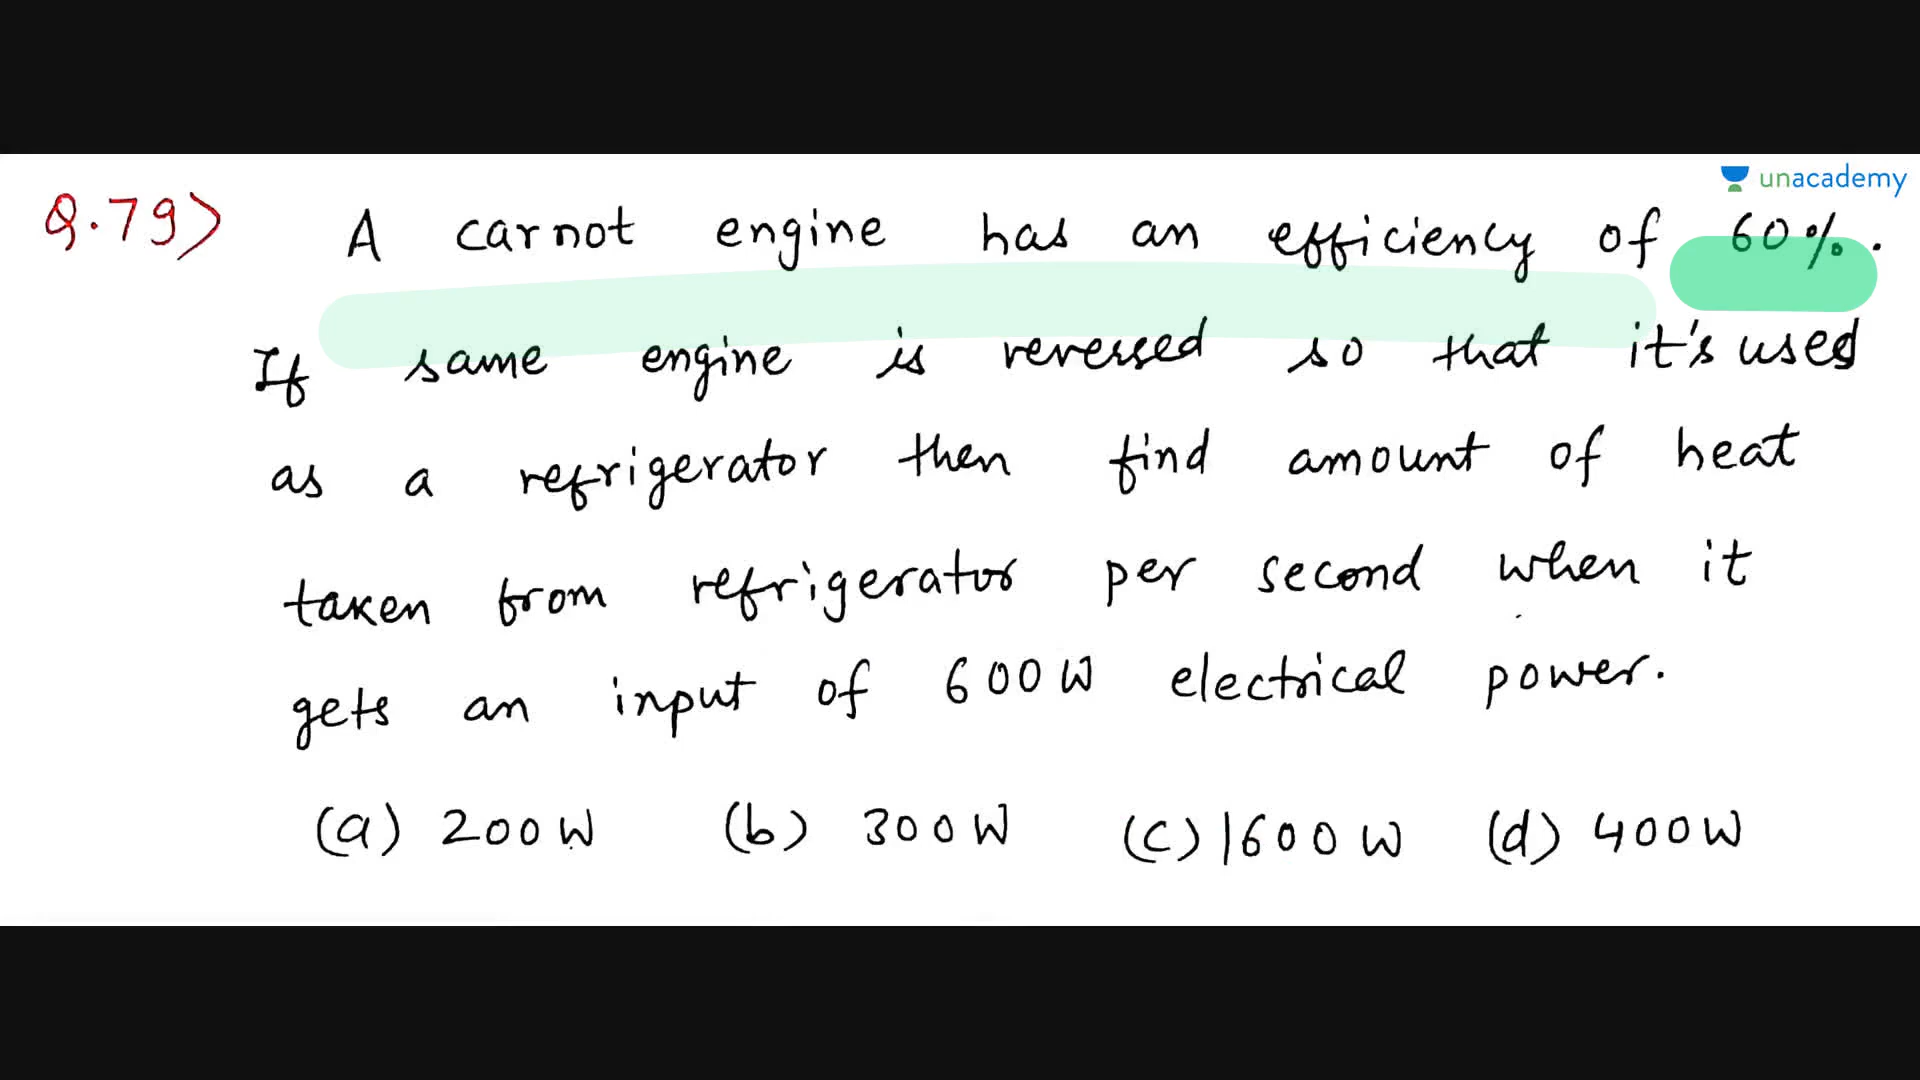 unacademy
Q.79) A carnot engine has an efficiency of 60%.
If same engine is reversed so that it's used
as a refrigerator then find amount of heat
taken from refrigerator per second when it
gets an input of 600W electrical power.
(a) 200W (b) 300W (c) 1600W (d) 400W